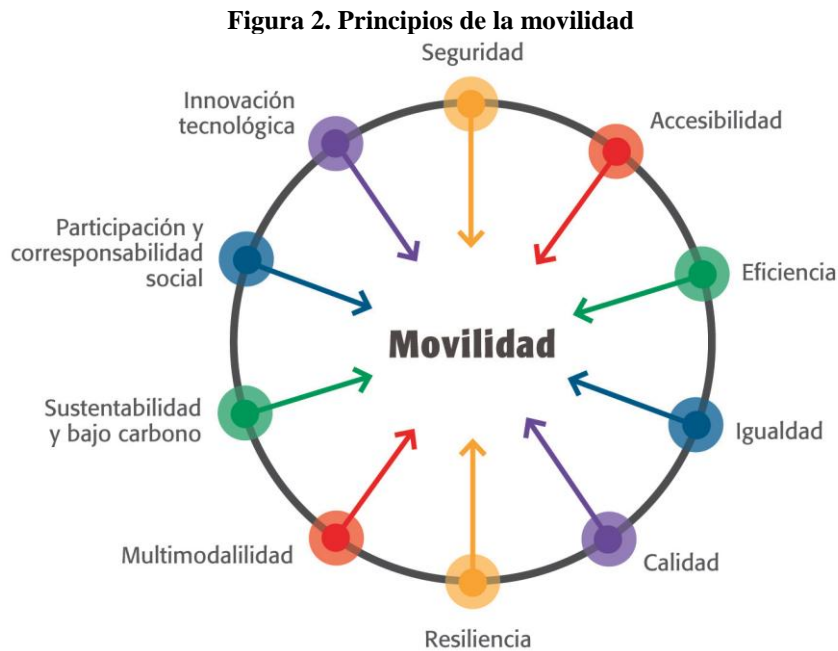 Figura 2. Principios de la movilidad
Seguridad
Innovación
tecnológica
Accesibilidad
Participación y
corresponsabilidad
social
Eficiencia
Movilidad
Sustentabilidad
y bajo carbono
Igualdad
Multimodalilidad
Calidad
Resiliencia